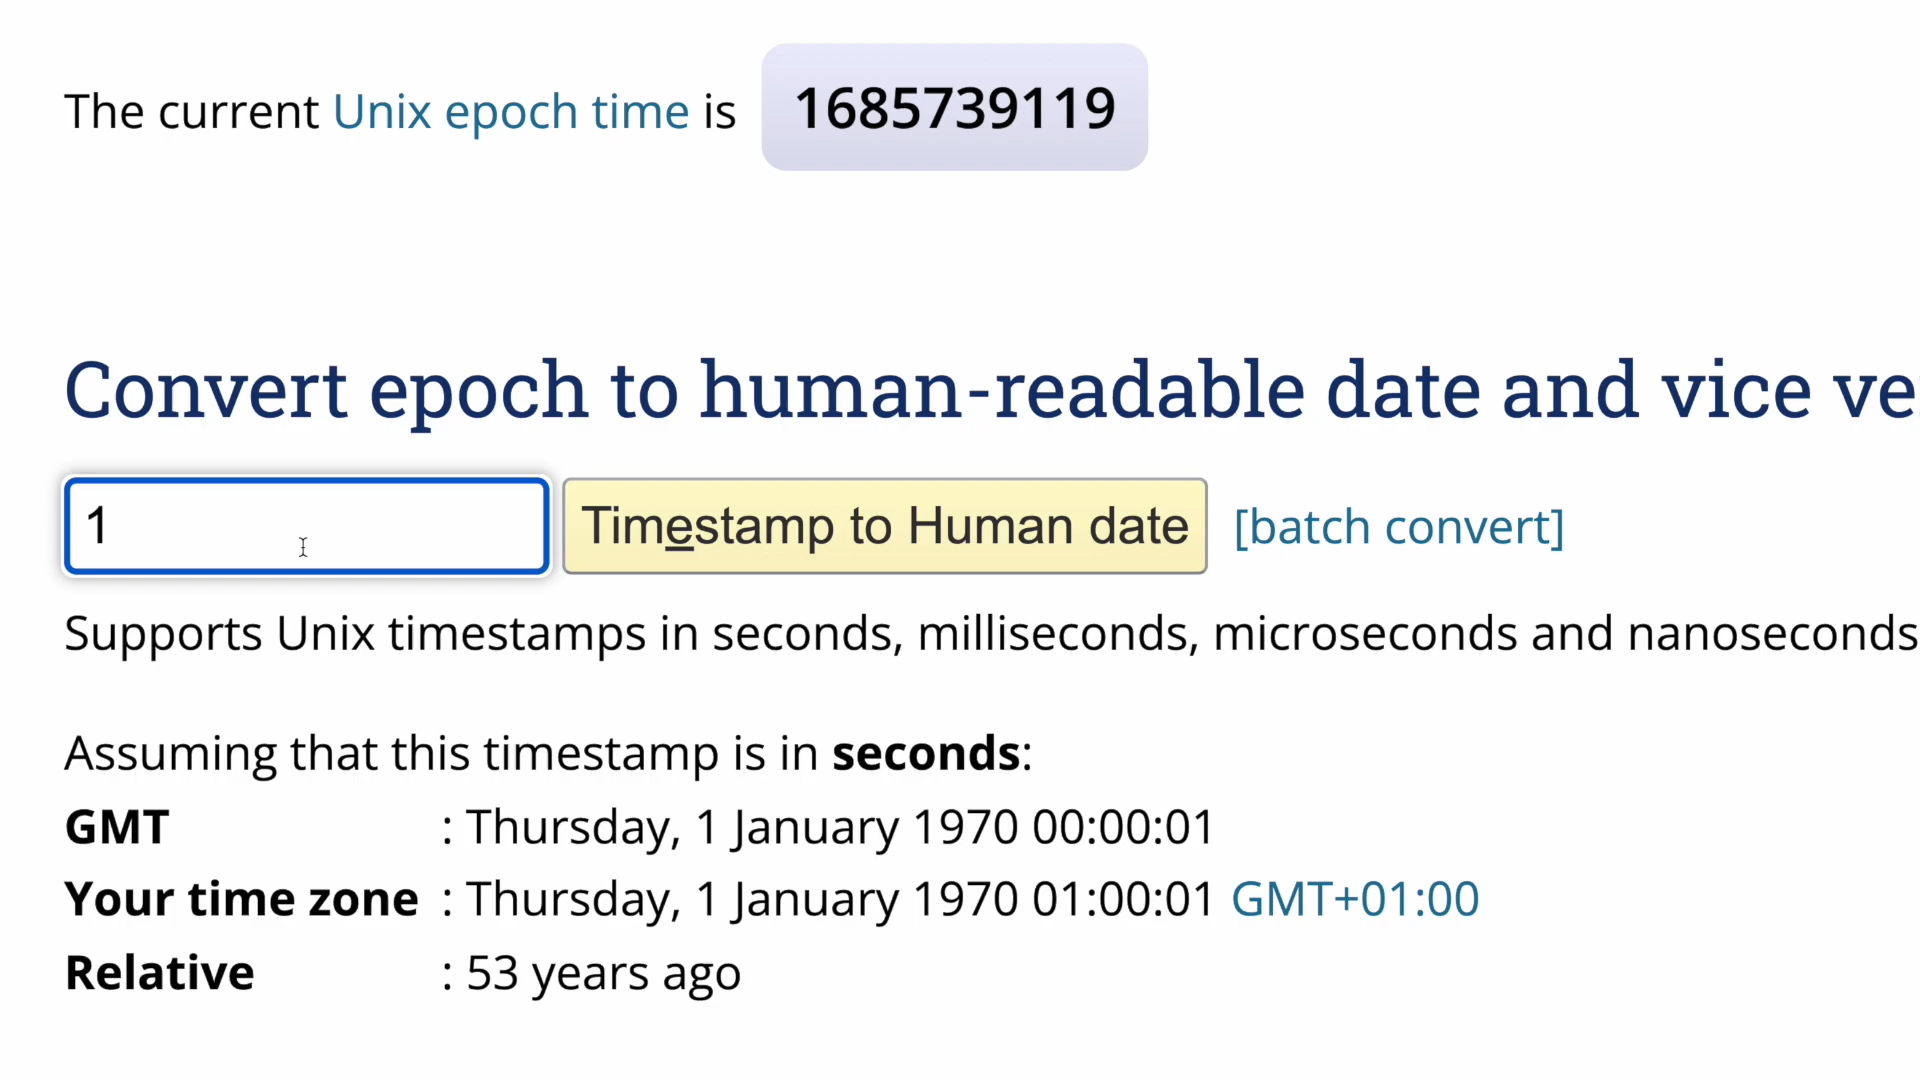 The current Unix epoch time is 1685739119
Convert epoch to human-readable date and vice ve
1 Timestamp to Human date [batch convert]
Supports Unix timestamps in seconds, milliseconds, microseconds and nanoseconds
Assuming that this timestamp is in seconds:
GMT : Thursday, 1 January 1970 00:00:01
Your time zone : Thursday, 1 January 1970 01:00:01 GMT+01:00
Relative : 53 years ago